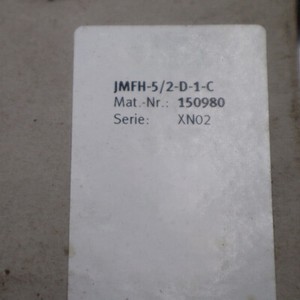 JMFH-5/2-D-1-C
Mat.-Nr.: 150980
Serie: XN02